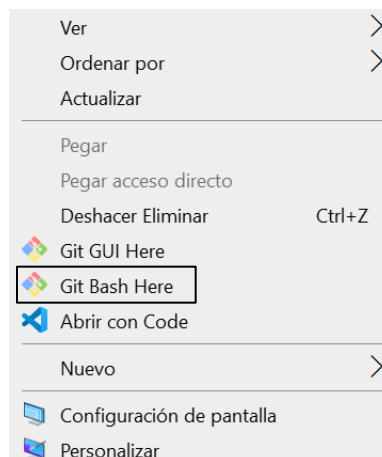 Ver
Ordenar por
Actualizar
Pegar
Pegar acceso directo
Deshacer Eliminar Ctrl+Z
Git GUI Here
Git Bash Here
Abrir con Code
Nuevo
Configuración de pantalla
Personalizar